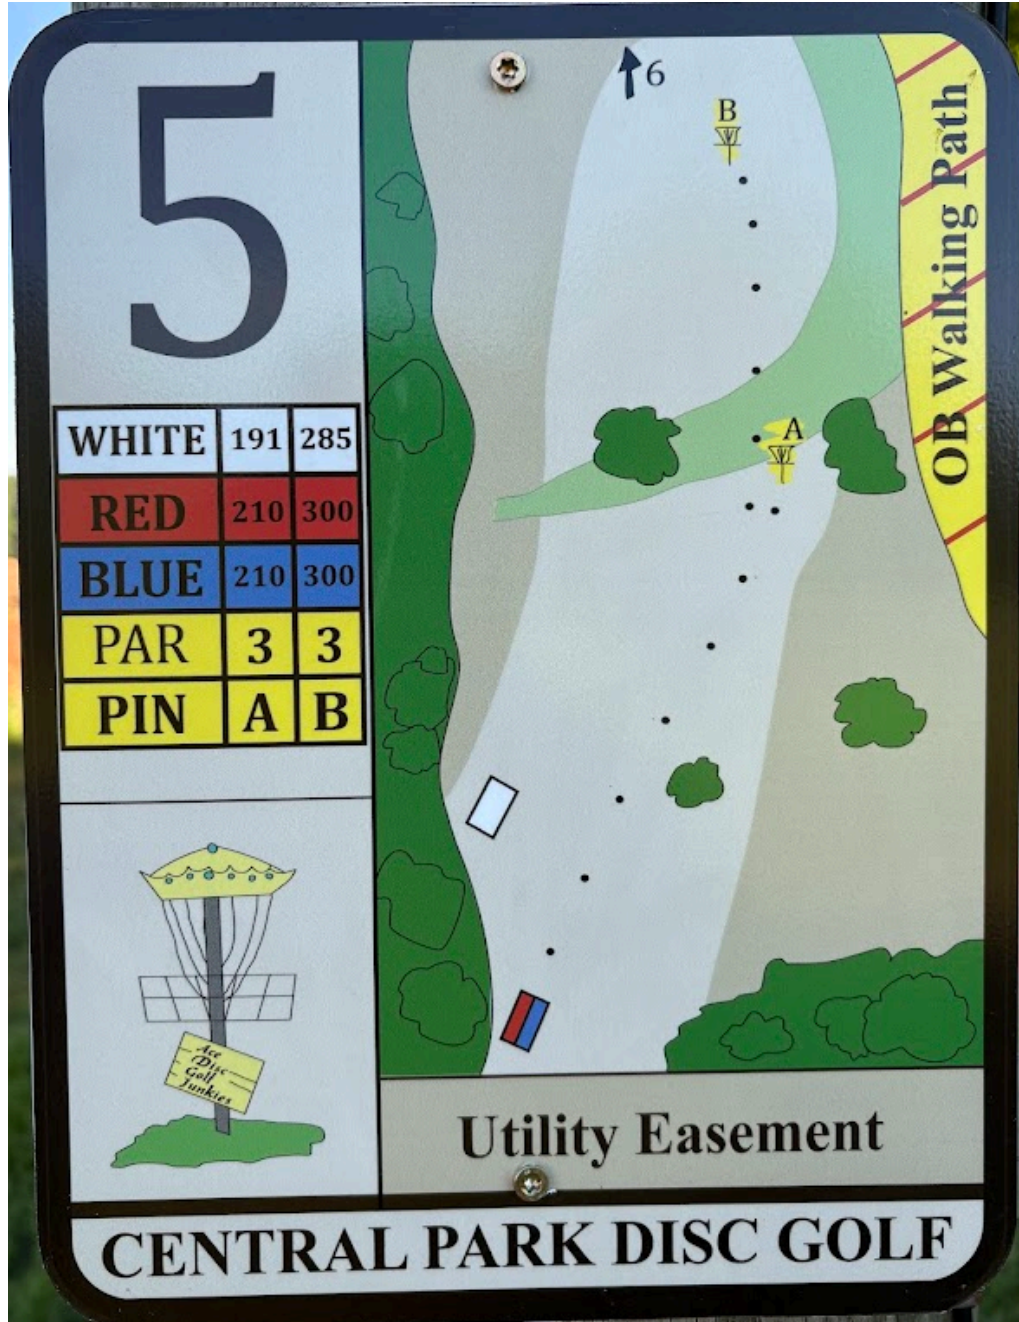 5
WHITE 191 285
RED 210 300
BLUE 210 300
PAR 3 3
PIN A B
6
B
A
OB Walking Path
Ace
Disc
Golf
Junkies
Utility Easement
CENTRAL PARK DISC GOLF